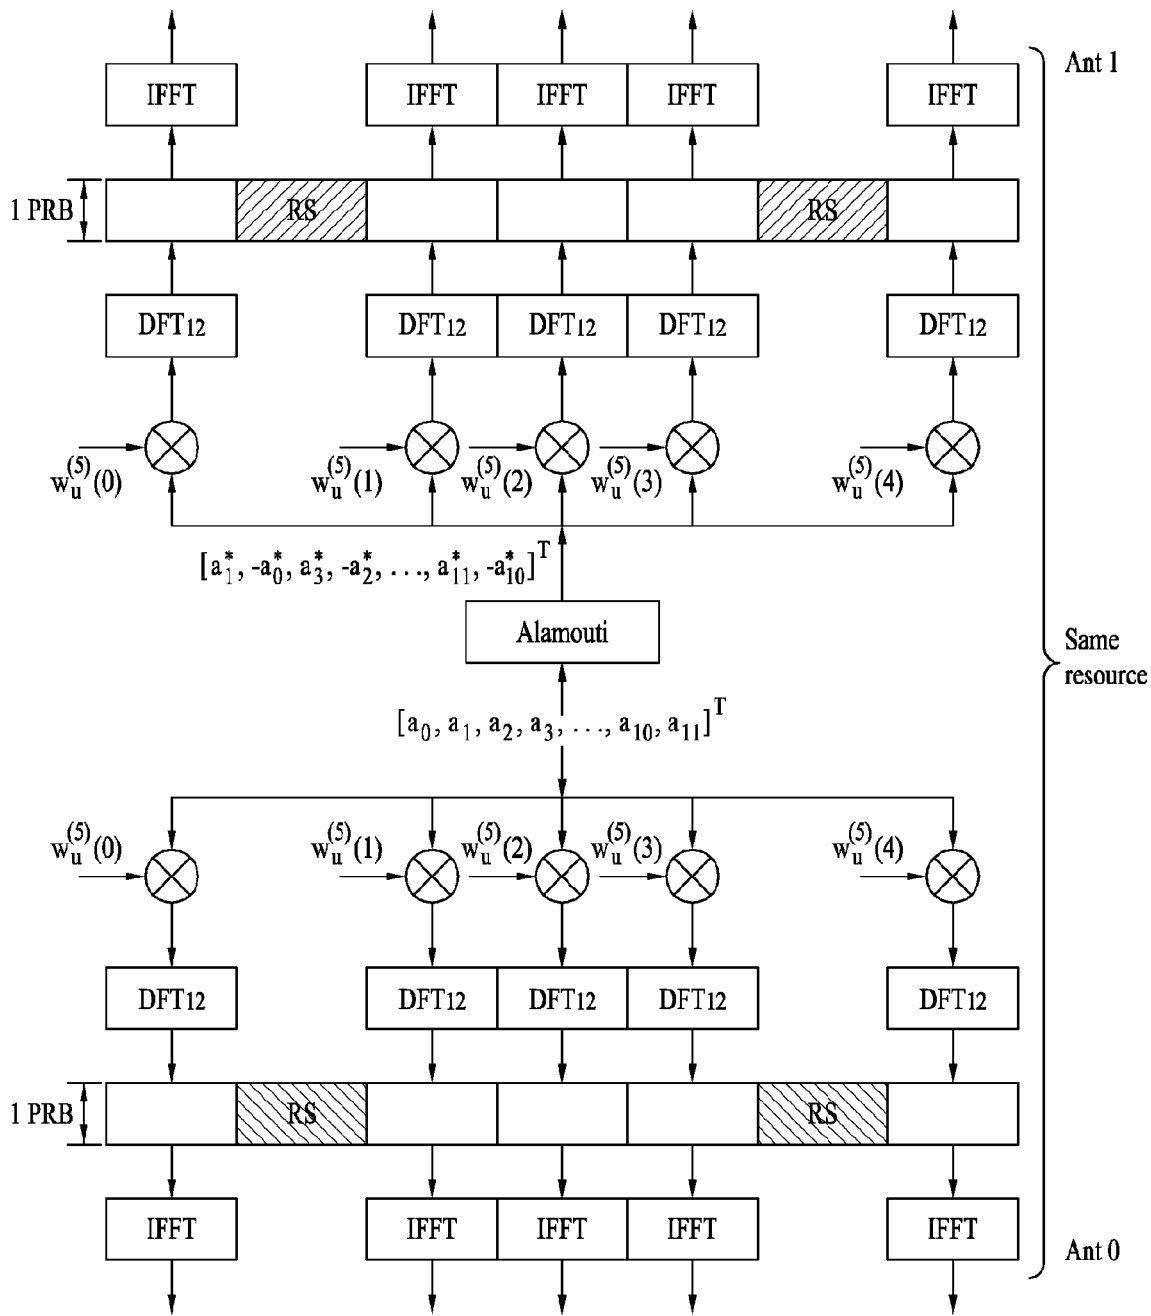 Ant 1
IFFT IFFT IFFT IFFT IFFT
1 PRB RS RS
DFT12 DFT12 DFT12 DFT12 DFT12
w_u^(5)(0) w_u^(5)(1) w_u^(5)(2) w_u^(5)(3) w_u^(5)(4)
[a_1^*, -a_0^*, a_3^*, -a_2^*, ..., a_11^*, -a_10^*]^T
Alamouti
Same
resource
[a_0, a_1, a_2, a_3, ..., a_10, a_11]^T
w_u^(5)(0) w_u^(5)(1) w_u^(5)(2) w_u^(5)(3) w_u^(5)(4)
DFT12 DFT12 DFT12 DFT12 DFT12
1 PRB RS RS
IFFT IFFT IFFT IFFT IFFT
Ant 0